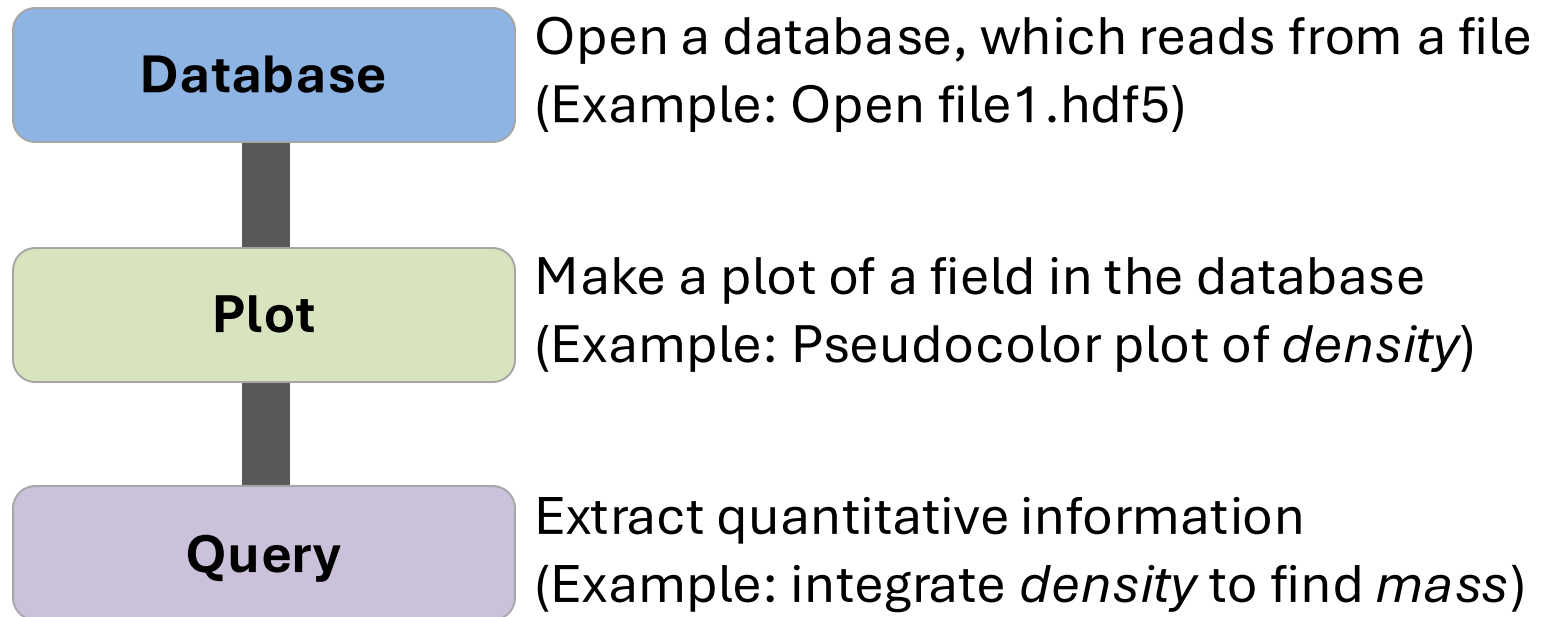 Database
Open a database, which reads from a file
(Example: Open file1.hdf5)
Plot
Make a plot of a field in the database
(Example: Pseudocolor plot of density)
Query
Extract quantitative information
(Example: integrate density to find mass)